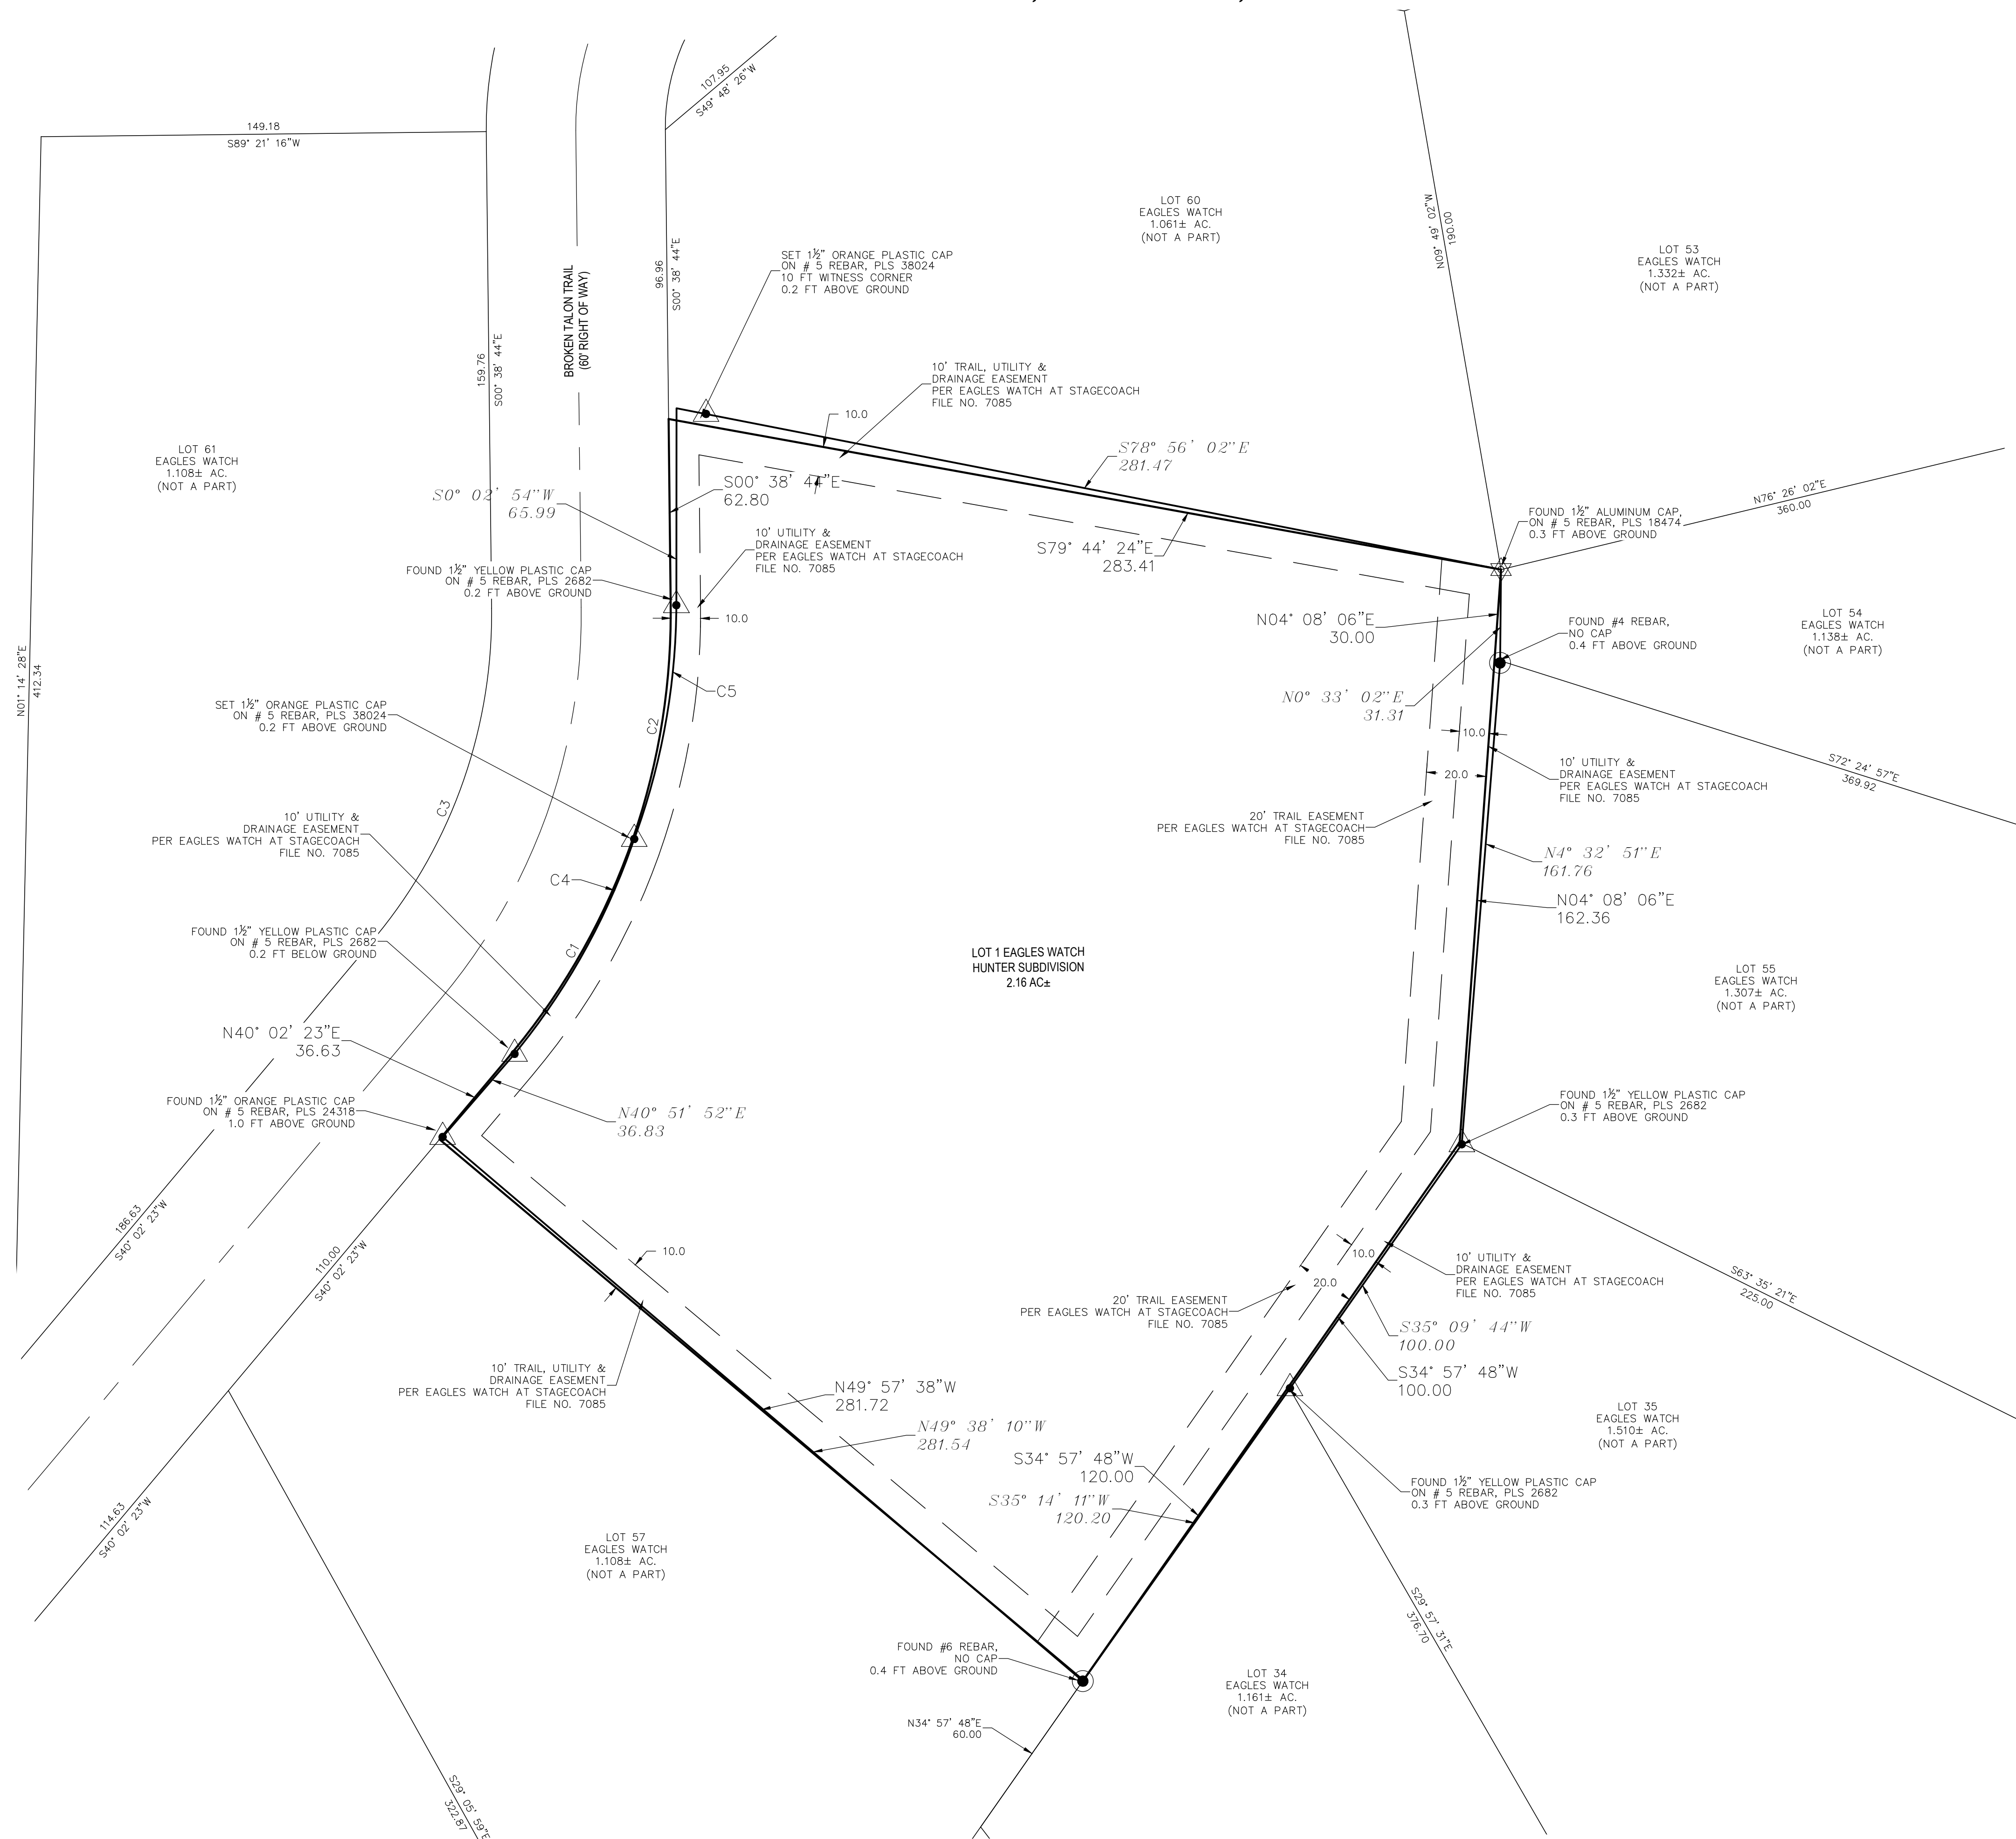 107.95
S49° 48' 26"W
149.18
S89° 21' 16"W
N09° 49' 02"W
190.00
LOT 60
EAGLES WATCH
1.061± AC.
(NOT A PART)
LOT 53
EAGLES WATCH
1.332± AC.
(NOT A PART)
96.96
S00° 38' 44"E
BROKEN TALON TRAIL
(60' RIGHT OF WAY)
159.76
S00° 38' 44"E
SET 1½" ORANGE PLASTIC CAP
ON # 5 REBAR, PLS 38024
10 FT WITNESS CORNER
0.2 FT ABOVE GROUND
10' TRAIL, UTILITY &
DRAINAGE EASEMENT
PER EAGLES WATCH AT STAGECOACH
FILE NO. 7085
10.0
LOT 61
EAGLES WATCH
1.108± AC.
(NOT A PART)
S78° 56' 02"E
281.47
S0° 02' 54"W
65.99
S00° 38' 44"E
62.80
N76° 26' 02"E
360.00
FOUND 1½" ALUMINUM CAP,
ON # 5 REBAR, PLS 18474
0.3 FT ABOVE GROUND
S79° 44' 24"E
283.41
10' UTILITY &
DRAINAGE EASEMENT
PER EAGLES WATCH AT STAGECOACH
FILE NO. 7085
FOUND 1½" YELLOW PLASTIC CAP
ON # 5 REBAR, PLS 2682
0.2 FT ABOVE GROUND
10.0
N04° 08' 06"E
30.00
FOUND #4 REBAR,
NO CAP
0.4 FT ABOVE GROUND
LOT 54
EAGLES WATCH
1.138± AC.
(NOT A PART)
N01° 14' 28"E
412.34
C5
C2
N0° 33' 02"E
31.31
SET 1½" ORANGE PLASTIC CAP
ON # 5 REBAR, PLS 38024
0.2 FT ABOVE GROUND
10.0
20.0
10' UTILITY &
DRAINAGE EASEMENT
PER EAGLES WATCH AT STAGECOACH
FILE NO. 7085
S72° 24' 57"E
369.92
C3
10' UTILITY &
DRAINAGE EASEMENT
PER EAGLES WATCH AT STAGECOACH
FILE NO. 7085
20' TRAIL EASEMENT
PER EAGLES WATCH AT STAGECOACH
FILE NO. 7085
N4° 32' 51"E
161.76
C4
N04° 08' 06"E
162.36
FOUND 1½" YELLOW PLASTIC CAP
ON # 5 REBAR, PLS 2682
0.2 FT BELOW GROUND
C1
LOT 1 EAGLES WATCH
HUNTER SUBDIVISION
2.16 AC±
LOT 55
EAGLES WATCH
1.307± AC.
(NOT A PART)
N40° 02' 23"E
36.63
FOUND 1½" ORANGE PLASTIC CAP
ON # 5 REBAR, PLS 24318
1.0 FT ABOVE GROUND
N40° 51' 52"E
36.83
FOUND 1½" YELLOW PLASTIC CAP
ON # 5 REBAR, PLS 2682
0.3 FT ABOVE GROUND
186.63
S40° 02' 23"W
110.00
S40° 02' 23"W
10.0
10.0
20.0
10' UTILITY &
DRAINAGE EASEMENT
PER EAGLES WATCH AT STAGECOACH
FILE NO. 7085
S63° 35' 21"E
225.00
20' TRAIL EASEMENT
PER EAGLES WATCH AT STAGECOACH
FILE NO. 7085
S35° 09' 44"W
100.00
S34° 57' 48"W
100.00
10' TRAIL, UTILITY &
DRAINAGE EASEMENT
PER EAGLES WATCH AT STAGECOACH
FILE NO. 7085
N49° 57' 38"W
281.72
N49° 38' 10"W
281.54
LOT 35
EAGLES WATCH
1.510± AC.
(NOT A PART)
S34° 57' 48"W
120.00
S35° 14' 11"W
120.20
FOUND 1½" YELLOW PLASTIC CAP
ON # 5 REBAR, PLS 2682
0.3 FT ABOVE GROUND
114.63
S40° 02' 23"W
LOT 57
EAGLES WATCH
1.108± AC.
(NOT A PART)
S29° 57' 31"E
376.70
FOUND #6 REBAR,
NO CAP
0.4 FT ABOVE GROUND
LOT 34
EAGLES WATCH
1.161± AC.
(NOT A PART)
N34° 57' 48"E
60.00
S29° 05' 59"E
322.87